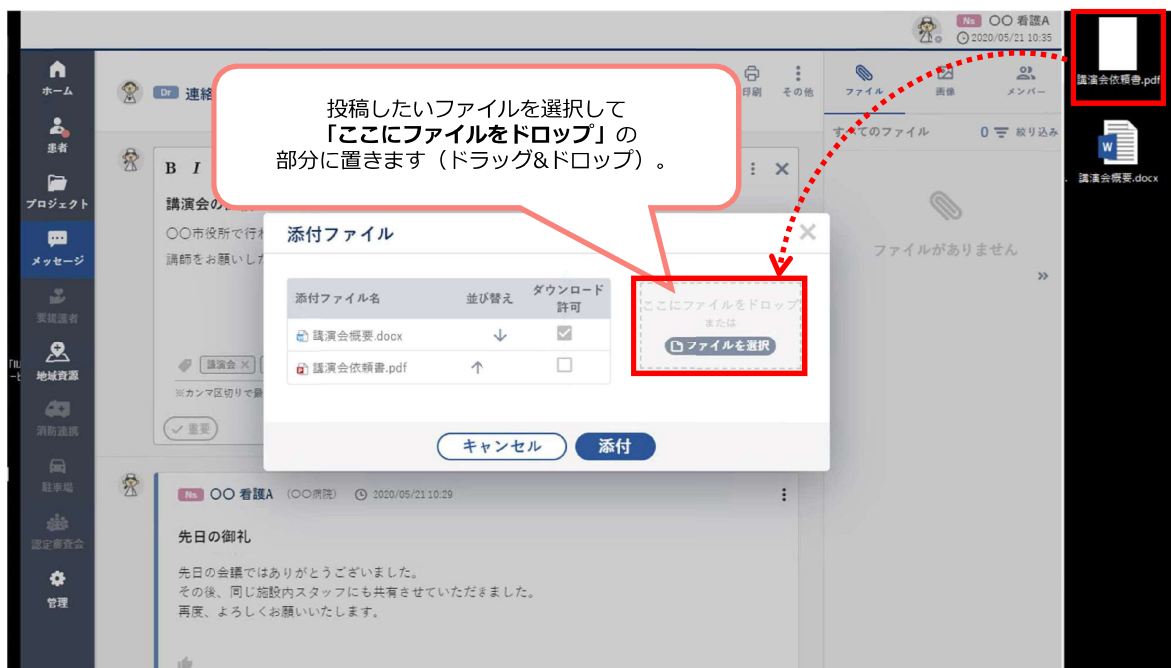 Ns 〇〇 看護A
2020/05/21 10:35
ホーム
患者
プロジェクト
メッセージ
要援護者
地域資源
消防連携
駐車場
認定審査会
管理
Dr 連絡
印刷
その他
投稿したいファイルを選択して
「ここにファイルをドロップ」の
部分に置きます（ドラッグ&ドロップ）。
ファイル
画像
メンバー
すべてのファイル
0
絞り込み
ファイルがありません
»
講演会依頼書.pdf
講演会概要.docx
B I
講演会の
〇〇市役所で行わ
講師をお願いした
講演会 ×
※カンマ区切りで最
重要
添付ファイル
添付ファイル名
並び替え
ダウンロード
許可
講演会概要.docx
講演会依頼書.pdf
ここにファイルをドロップ
または
ファイルを選択
キャンセル
添付
Ns 〇〇 看護A （〇〇病院） 2020/05/21 10:29
先日の御礼
先日の会議ではありがとうございました。
その後、同じ施設内スタッフにも共有させていただきました。
再度、よろしくお願いいたします。